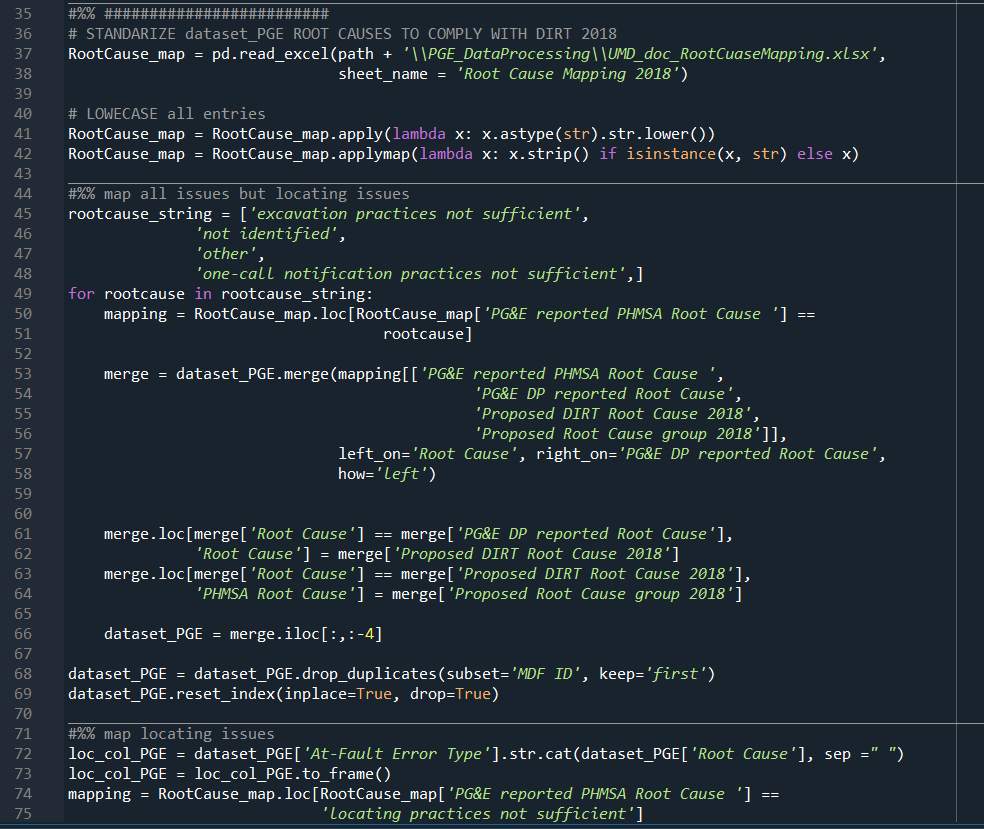 35 #%% #########################
36 # STANDARIZE dataset_PGE ROOT CAUSES TO COMPLY WITH DIRT 2018
37 RootCause_map = pd.read_excel(path + '\\PGE_DataProcessing\\UMD_doc_RootCuaseMapping.xlsx',
38 sheet_name = 'Root Cause Mapping 2018')
39
40 # LOWECASE all entries
41 RootCause_map = RootCause_map.apply(lambda x: x.astype(str).str.lower())
42 RootCause_map = RootCause_map.applymap(lambda x: x.strip() if isinstance(x, str) else x)
43
44 #%% map all issues but locating issues
45 rootcause_string = ['excavation practices not sufficient',
46 'not identified',
47 'other',
48 'one-call notification practices not sufficient',]
49 for rootcause in rootcause_string:
50 mapping = RootCause_map.loc[RootCause_map['PG&E reported PHMSA Root Cause '] ==
51 rootcause]
52
53 merge = dataset_PGE.merge(mapping[['PG&E reported PHMSA Root Cause ',
54 'PG&E DP reported Root Cause',
55 'Proposed DIRT Root Cause 2018',
56 'Proposed Root Cause group 2018']],
57 left_on='Root Cause', right_on='PG&E DP reported Root Cause',
58 how='left')
59
60
61 merge.loc[merge['Root Cause'] == merge['PG&E DP reported Root Cause'],
62 'Root Cause'] = merge['Proposed DIRT Root Cause 2018']
63 merge.loc[merge['Root Cause'] == merge['Proposed DIRT Root Cause 2018'],
64 'PHMSA Root Cause'] = merge['Proposed Root Cause group 2018']
65
66 dataset_PGE = merge.iloc[:,:-4]
67
68 dataset_PGE = dataset_PGE.drop_duplicates(subset='MDF ID', keep='first')
69 dataset_PGE.reset_index(inplace=True, drop=True)
70
71 #%% map locating issues
72 loc_col_PGE = dataset_PGE['At-Fault Error Type'].str.cat(dataset_PGE['Root Cause'], sep =" ")
73 loc_col_PGE = loc_col_PGE.to_frame()
74 mapping = RootCause_map.loc[RootCause_map['PG&E reported PHMSA Root Cause '] ==
75 'locating practices not sufficient']